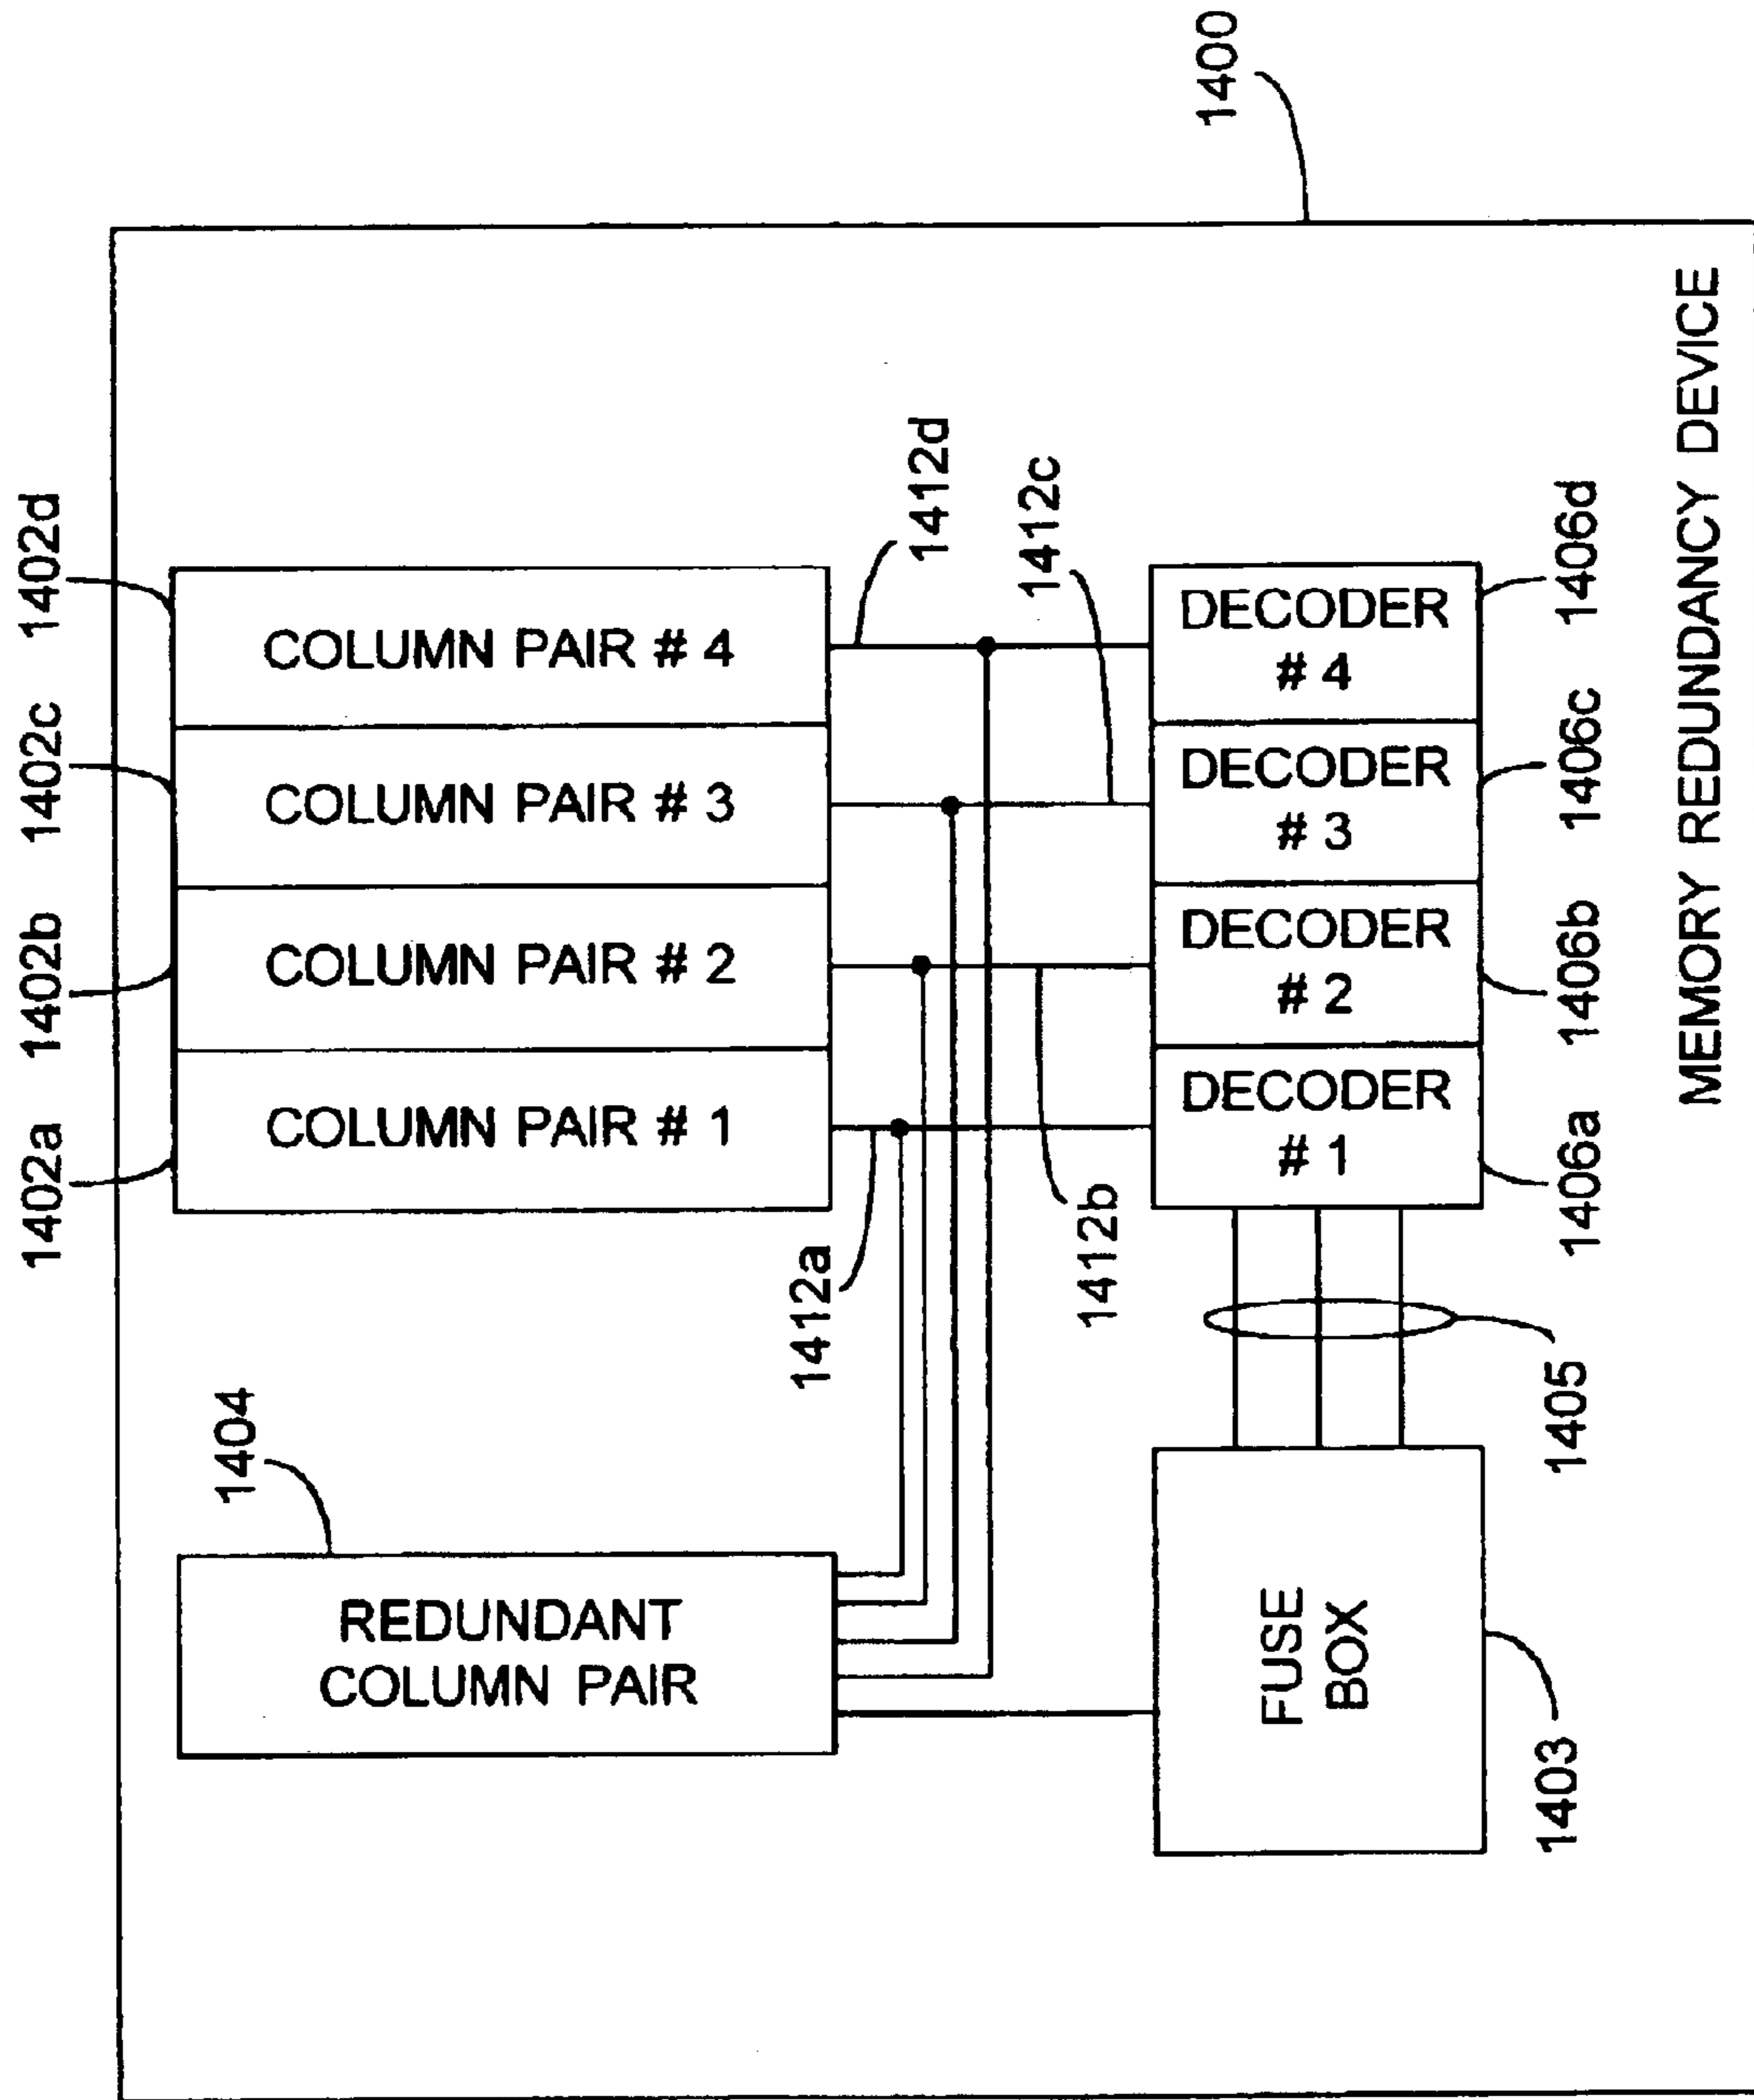 1402a
1402b
1402c
1402d
1404
REDUNDANT
COLUMN PAIR
COLUMN PAIR # 1
COLUMN PAIR # 2
COLUMN PAIR # 3
COLUMN PAIR # 4
1412a
1412b
1412c
1412d
1400
FUSE
BOX
DECODER
# 1
DECODER
# 2
DECODER
# 3
DECODER
# 4
1403
1405
1406a
1406b
1406c
1406d
MEMORY REDUNDANCY DEVICE